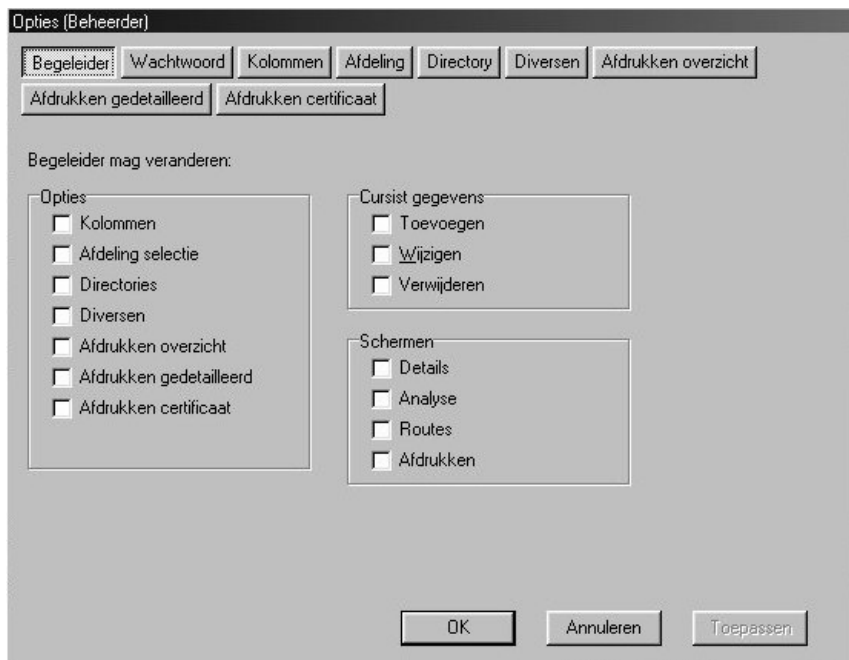 Opties (Beheerder)
Begeleider Wachtwoord Kolommen Afdeling Directory Diversen Afdrukken overzicht
Afdrukken gedetailleerd Afdrukken certificaat
Begeleider mag veranderen:
Opties
Kolommen
Afdeling selectie
Directories
Diversen
Afdrukken overzicht
Afdrukken gedetailleerd
Afdrukken certificaat
Cursist gegevens
Toevoegen
Wijzigen
Verwijderen
Schermen
Details
Analyse
Routes
Afdrukken
OK Annuleren Toepassen